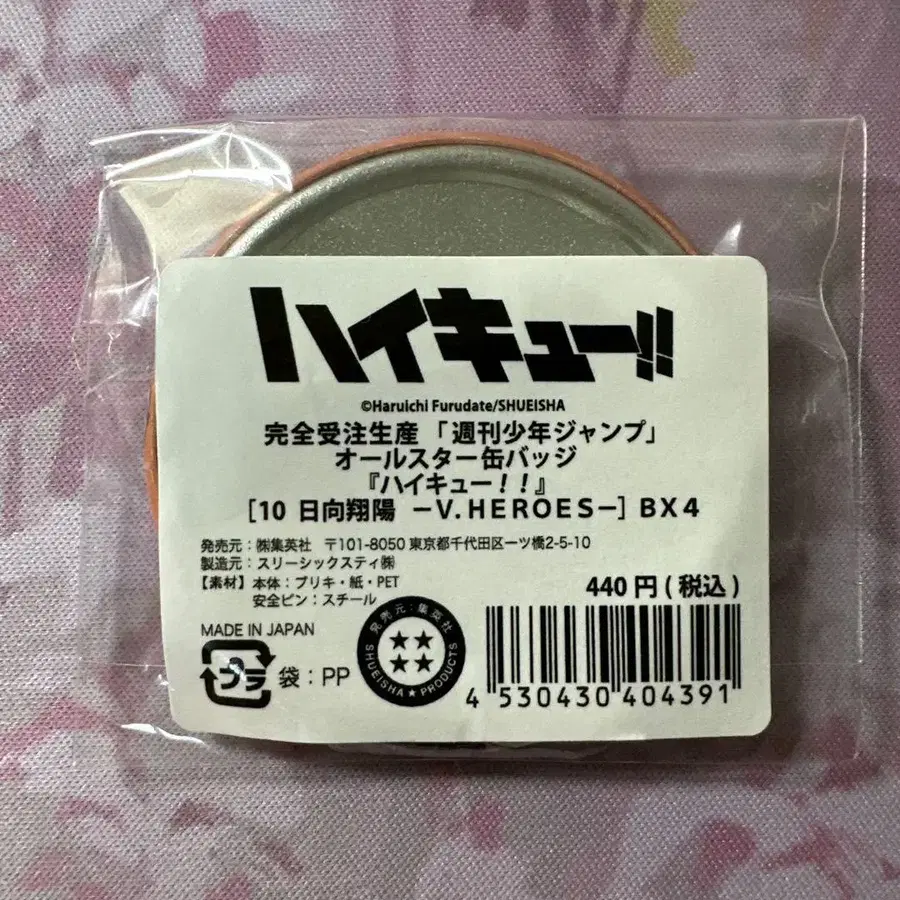 ハイキュー!!
©Haruichi Furudate/SHUEISHA
完全受注生産「週刊少年ジャンプ」
オールスター缶バッジ
『ハイキュー！！』
[10 日向翔陽 －V.HEROES－] BX4
発売元：㈱集英社 〒101-8050 東京都千代田区一ツ橋2-5-10
製造元：スリーシックスティ㈱
【素材】本体：ブリキ・紙・PET
安全ピン：スチール
440円(税込)
MADE IN JAPAN
プラ 袋：PP
発売元：集英社
SHUEISHA★PRODUCTS
4 530430 404391